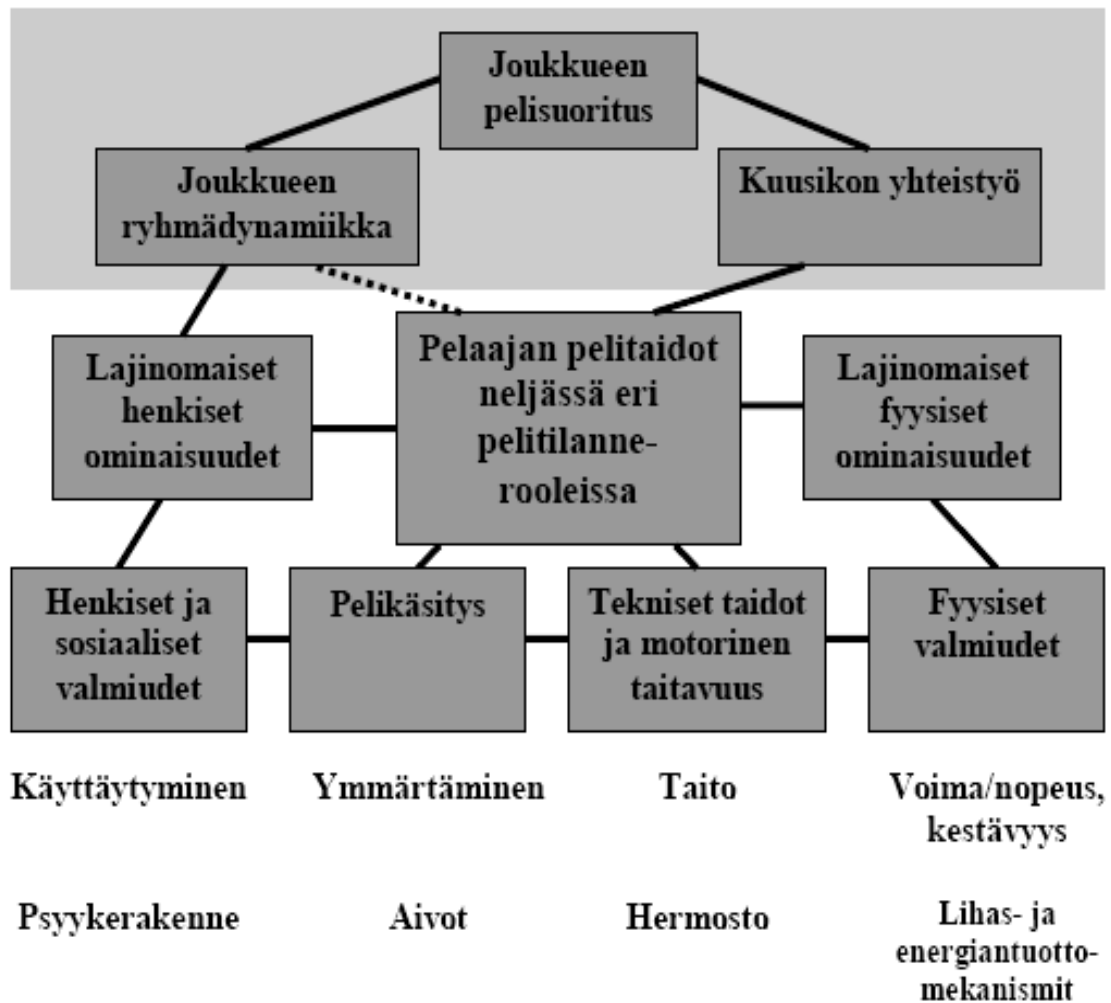 Joukkueen
pelisuoritus
Joukkueen
ryhmädynamiikka
Kuusikon yhteistyö
Lajinomaiset
henkiset
ominaisuudet
Pelaajan pelitaidot
neljässä eri
pelitilanne-
rooleissa
Lajinomaiset
fyysiset
ominaisuudet
Henkiset ja
sosiaaliset
valmiudet
Pelikäsitys
Tekniset taidot
ja motorinen
taitavuus
Fyysiset
valmiudet
Käyttäytyminen
Ymmärtäminen
Taito
Voima/nopeus,
kestävyys
Psyykerakenne
Aivot
Hermosto
Lihas- ja
energiantuotto-
mekanismit